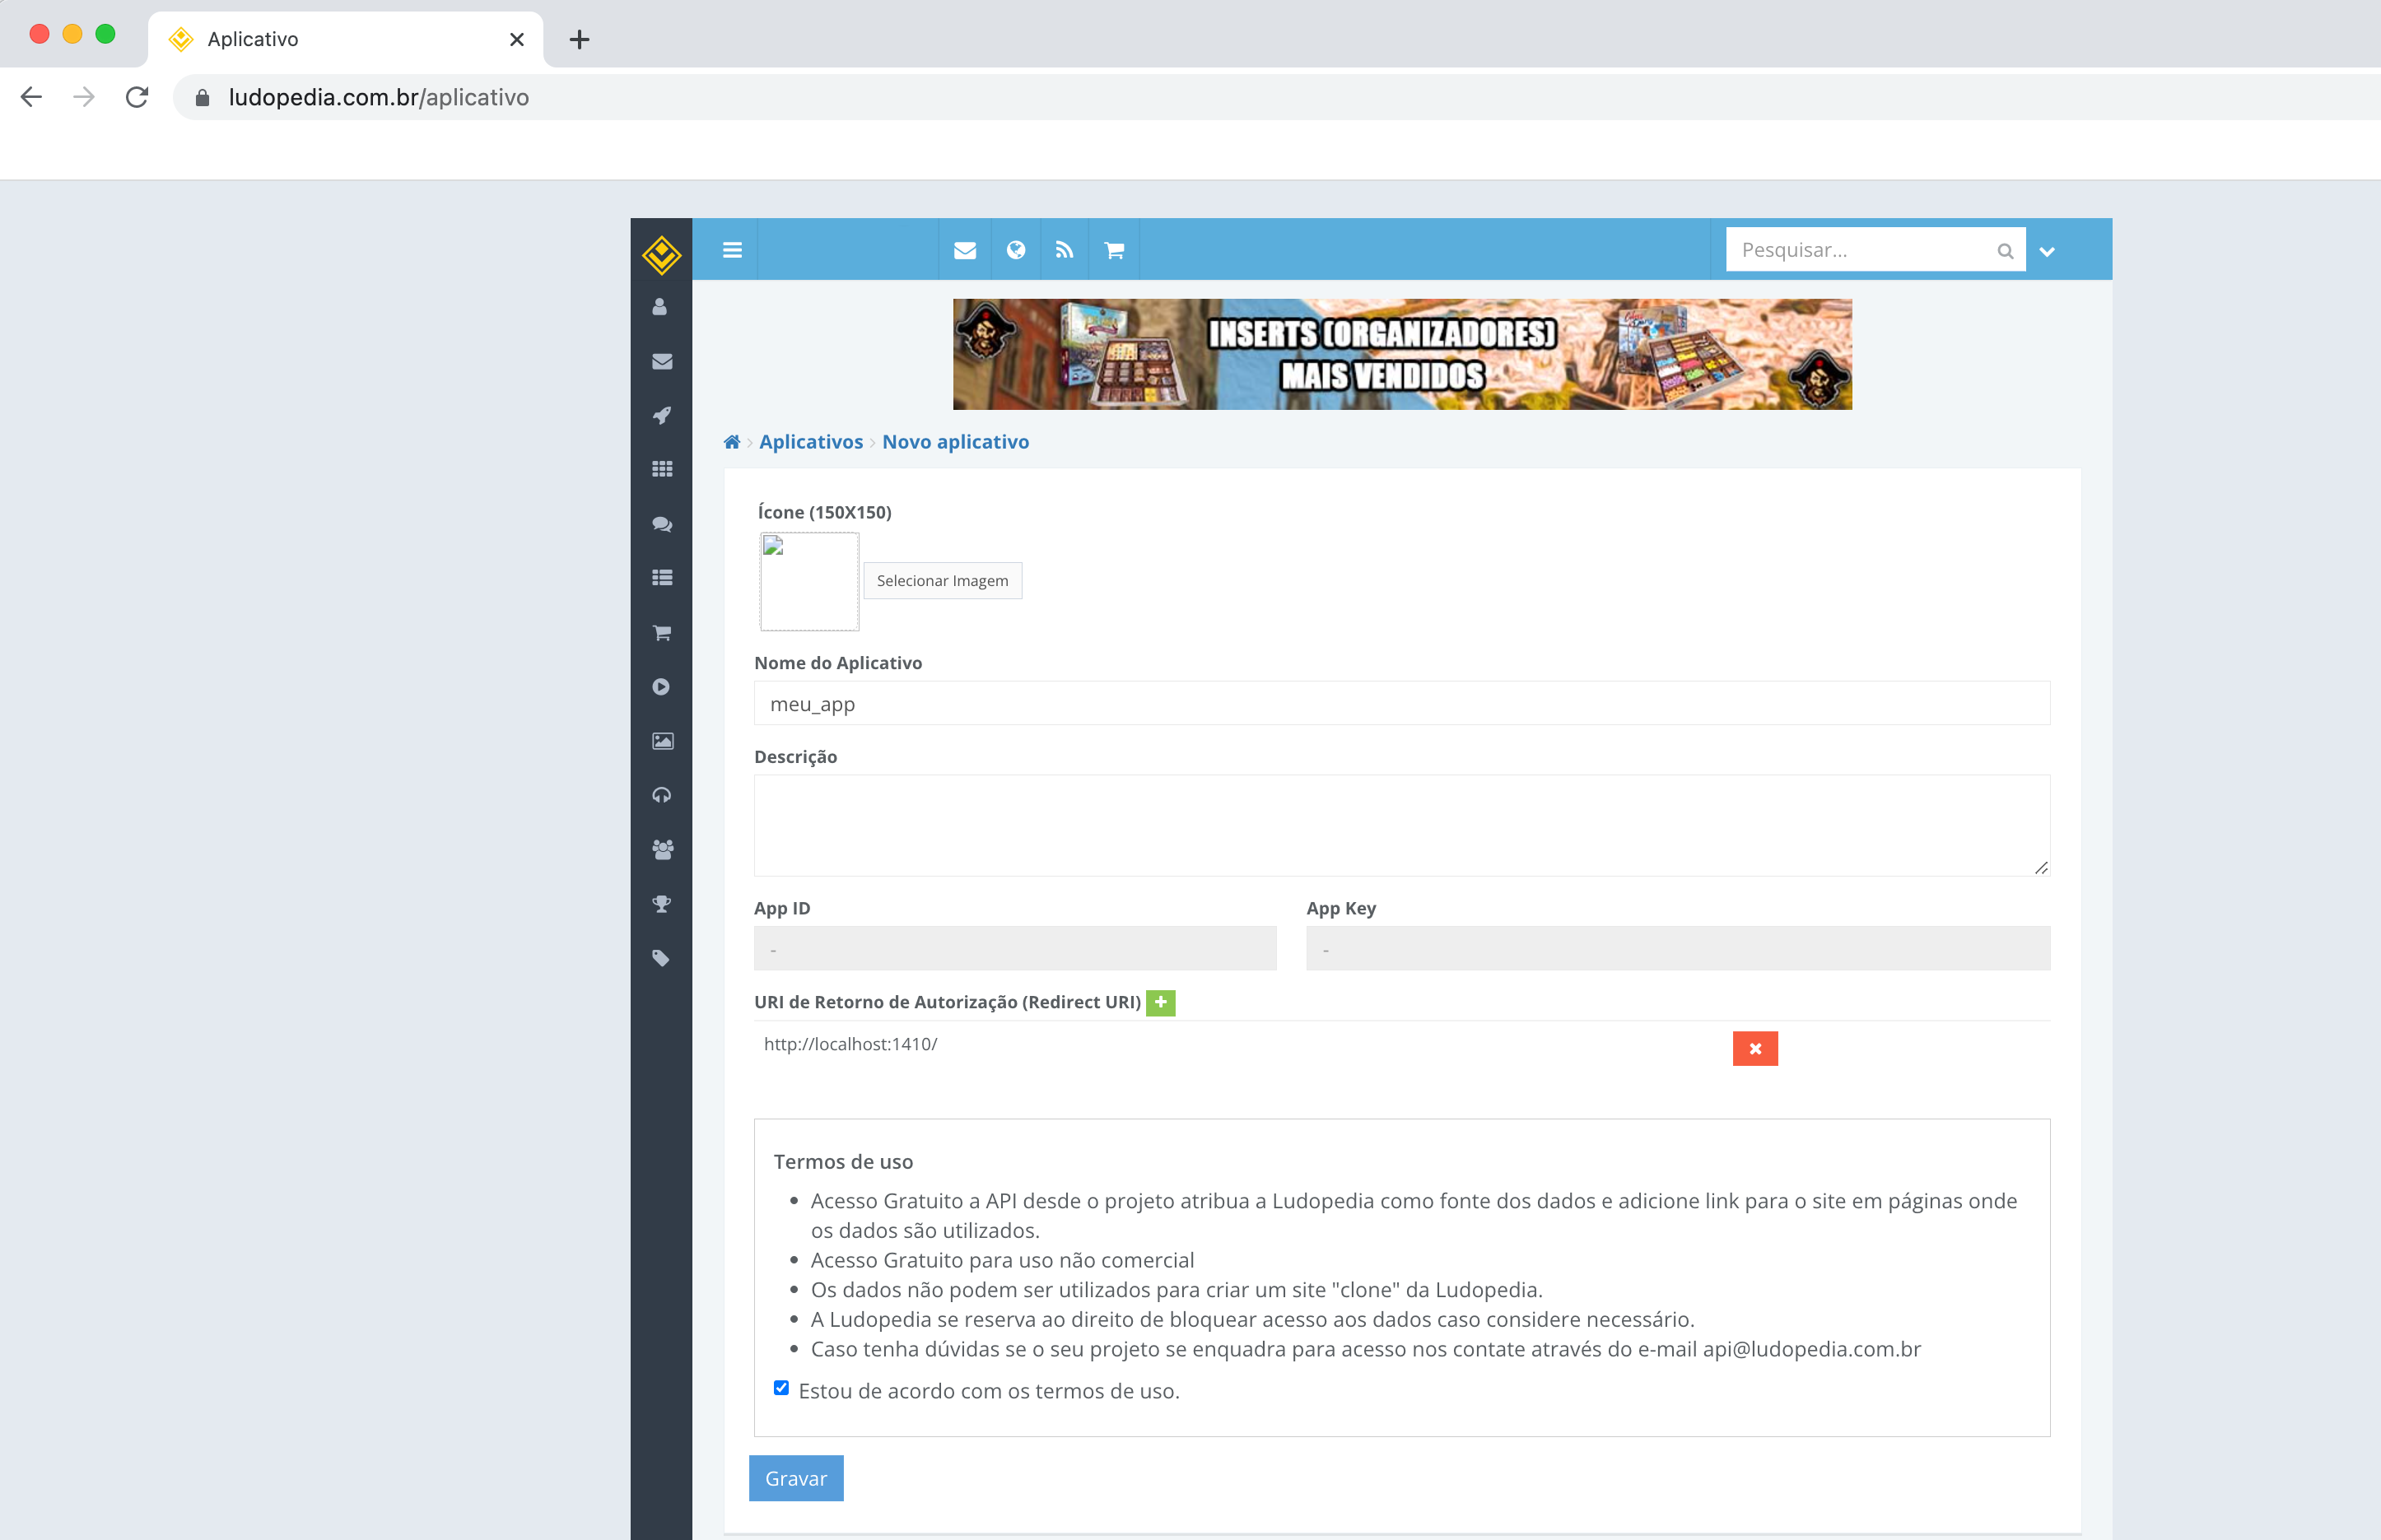 Aplicativo
ludopedia.com.br/aplicativo
Pesquisar...
INSERTS (ORGANIZADORES)
MAIS VENDIDOS
Aplicativos
Novo aplicativo
Ícone (150X150)
Selecionar Imagem
Nome do Aplicativo
meu_app
Descrição
App ID
App Key
-
-
URI de Retorno de Autorização (Redirect URI)
http://localhost:1410/
Termos de uso
Acesso Gratuito a API desde o projeto atribua a Ludopedia como fonte dos dados e adicione link para o site em páginas onde
os dados são utilizados.
Acesso Gratuito para uso não comercial
Os dados não podem ser utilizados para criar um site "clone" da Ludopedia.
A Ludopedia se reserva ao direito de bloquear acesso aos dados caso considere necessário.
Caso tenha dúvidas se o seu projeto se enquadra para acesso nos contate através do e-mail api@ludopedia.com.br
Estou de acordo com os termos de uso.
Gravar